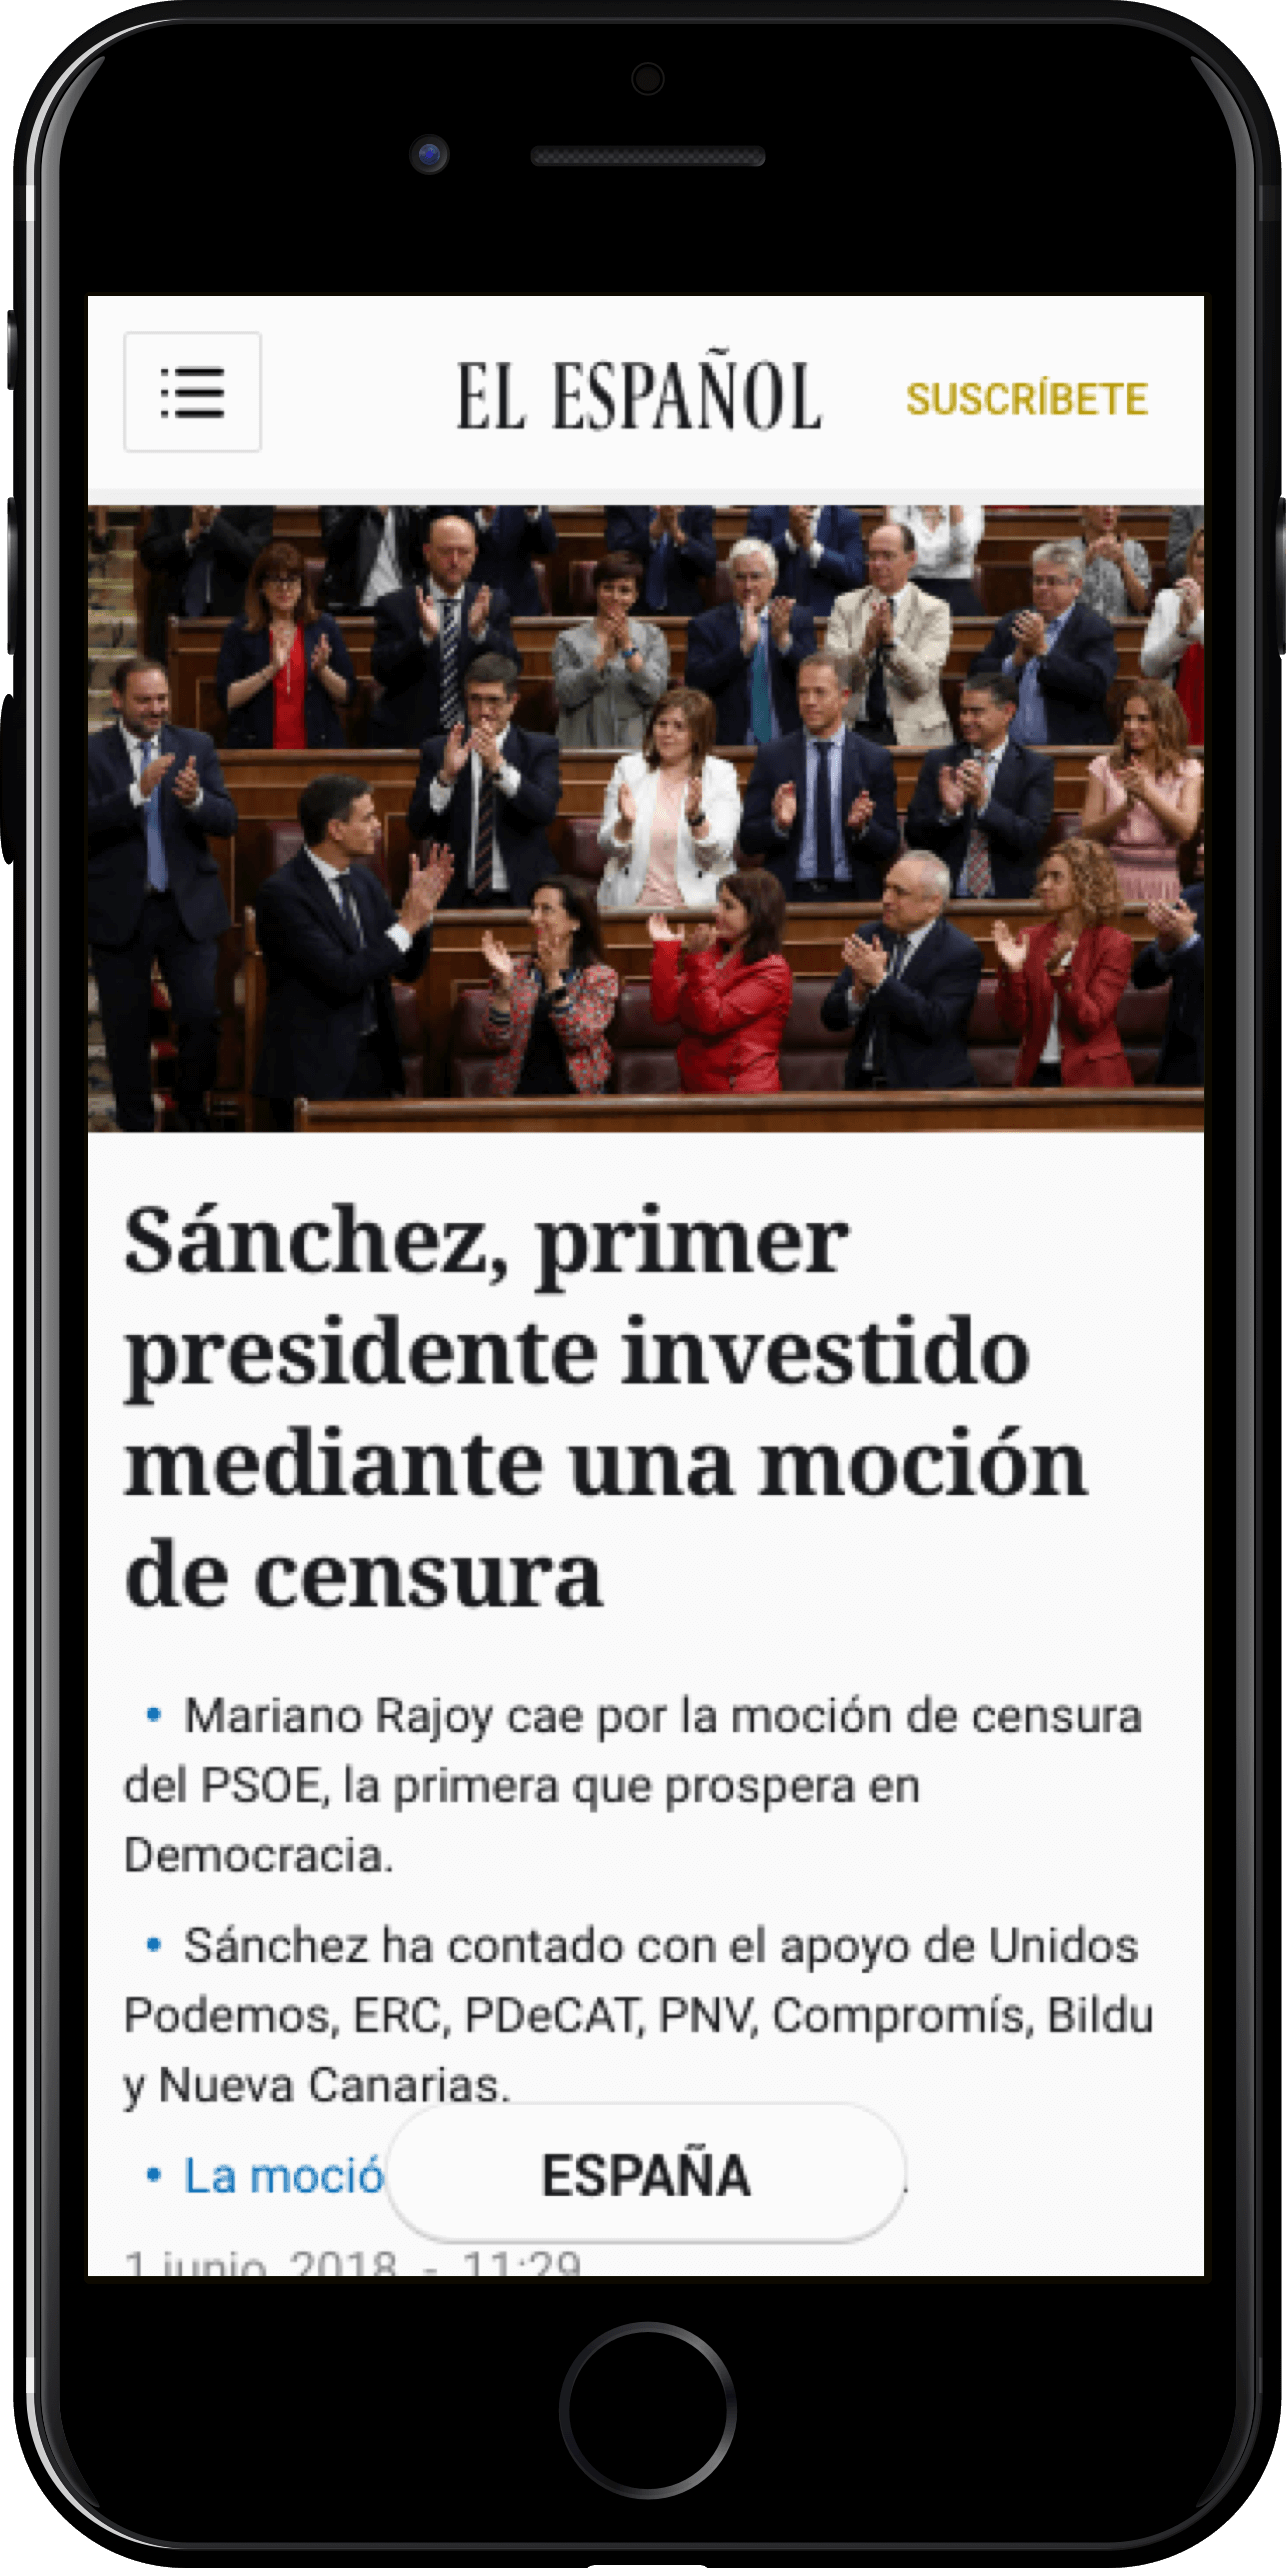 EL ESPAÑOL
SUSCRÍBETE
Sánchez, primer
presidente investido
mediante una moción
de censura
• Mariano Rajoy cae por la moción de censura
del PSOE, la primera que prospera en
Democracia.
• Sánchez ha contado con el apoyo de Unidos
Podemos, ERC, PDeCAT, PNV, Compromís, Bildu
y Nueva Canarias.
• La moció
ESPAÑA
1 junio, 2018 - 11:29